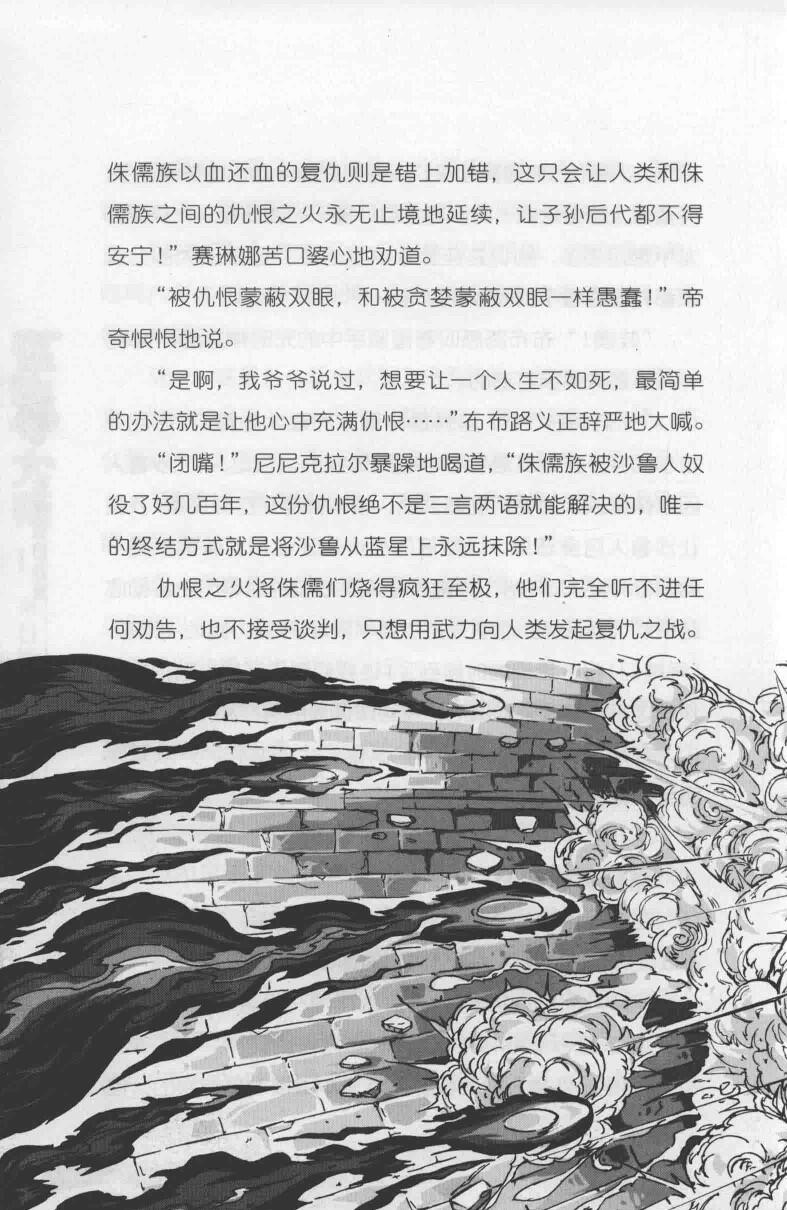 侏儒族以血还血的复仇则是错上加错，这只会让人类和侏
儒族之间的仇恨之火永无止境地延续，让子孙后代都不得
安宁！”赛琳娜苦口婆心地劝道。
“被仇恨蒙蔽双眼，和被贪婪蒙蔽双眼一样愚蠢！”帝
奇恨恨地说。
“是啊，我爷爷说过，想要让一个人生不如死，最简单
的办法就是让他心中充满仇恨……”布布路义正辞严地大喊。
“闭嘴！”尼尼克拉尔暴躁地喝道，“侏儒族被沙鲁人奴
役了好几百年，这份仇恨绝不是三言两语就能解决的，唯一
的终结方式就是将沙鲁从蓝星上永远抹除！”
仇恨之火将侏儒们烧得疯狂至极，他们完全听不进任
何劝告，也不接受谈判，只想用武力向人类发起复仇之战。